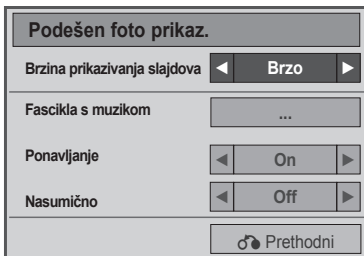 Podešen foto prikaz.
Brzina prikazivanja slajdova ◄ Brzo ►
Fascikla s muzikom ...
Ponavljanje ◄ On ►
Nasumično ◄ Off ►
Prethodni